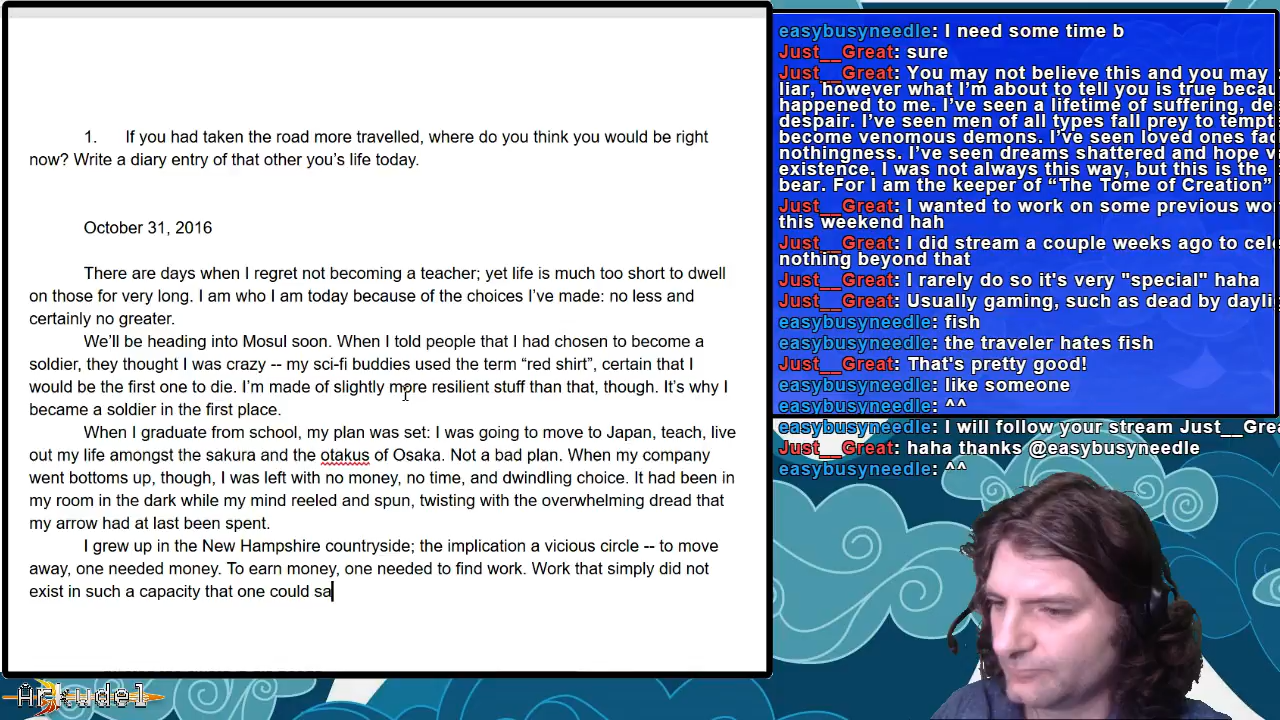 1. If you had taken the road more travelled, where do you think you would be right
now? Write a diary entry of that other you's life today.
October 31, 2016
There are days when I regret not becoming a teacher; yet life is much too short to dwell
on those for very long. I am who I am today because of the choices I've made: no less and
certainly no greater.
We'll be heading into Mosul soon. When I told people that I had chosen to become a
soldier, they thought I was crazy -- my sci-fi buddies used the term “red shirt”, certain that I
would be the first one to die. I'm made of slightly more resilient stuff than that, though. It's why I
became a soldier in the first place.
When I graduate from school, my plan was set: I was going to move to Japan, teach, live
out my life amongst the sakura and the otakus of Osaka. Not a bad plan. When my company
went bottoms up, though, I was left with no money, no time, and dwindling choice. It had been in
my room in the dark while my mind reeled and spun, twisting with the overwhelming dread that
my arrow had at last been spent.
I grew up in the New Hampshire countryside; the implication a vicious circle -- to move
away, one needed money. To earn money, one needed to find work. Work that simply did not
exist in such a capacity that one could sa
easybusyneedle: I need some time b
Just__Great: sure
Just__Great: You may not believe this and you may
liar, however what I'm about to tell you is true
happened to me. I've seen a lifetime of suffering,
despair. I've seen men of all types fall prey to
become venomous demons. I've seen loved ones
nothingness. I've seen dreams shattered and hope
existence. I was not always this way, but this is the
bear. For I am the keeper of “The Tome of Creation”
Just__Great: I wanted to work on some previous
this weekend hah
Just__Great: I did stream a couple weeks ago to
nothing beyond that
Just__Great: I rarely do so it's very "special" haha
Just__Great: Usually gaming, such as dead by
easybusyneedle: fish
easybusyneedle: the traveler hates fish
Just__Great: That's pretty good!
easybusyneedle: like someone
easybusyneedle: ^^
easybusyneedle: I will follow your stream Just__Grea
Just__Great: haha thanks @easybusyneedle
easybusyneedle: ^^
Arkudel